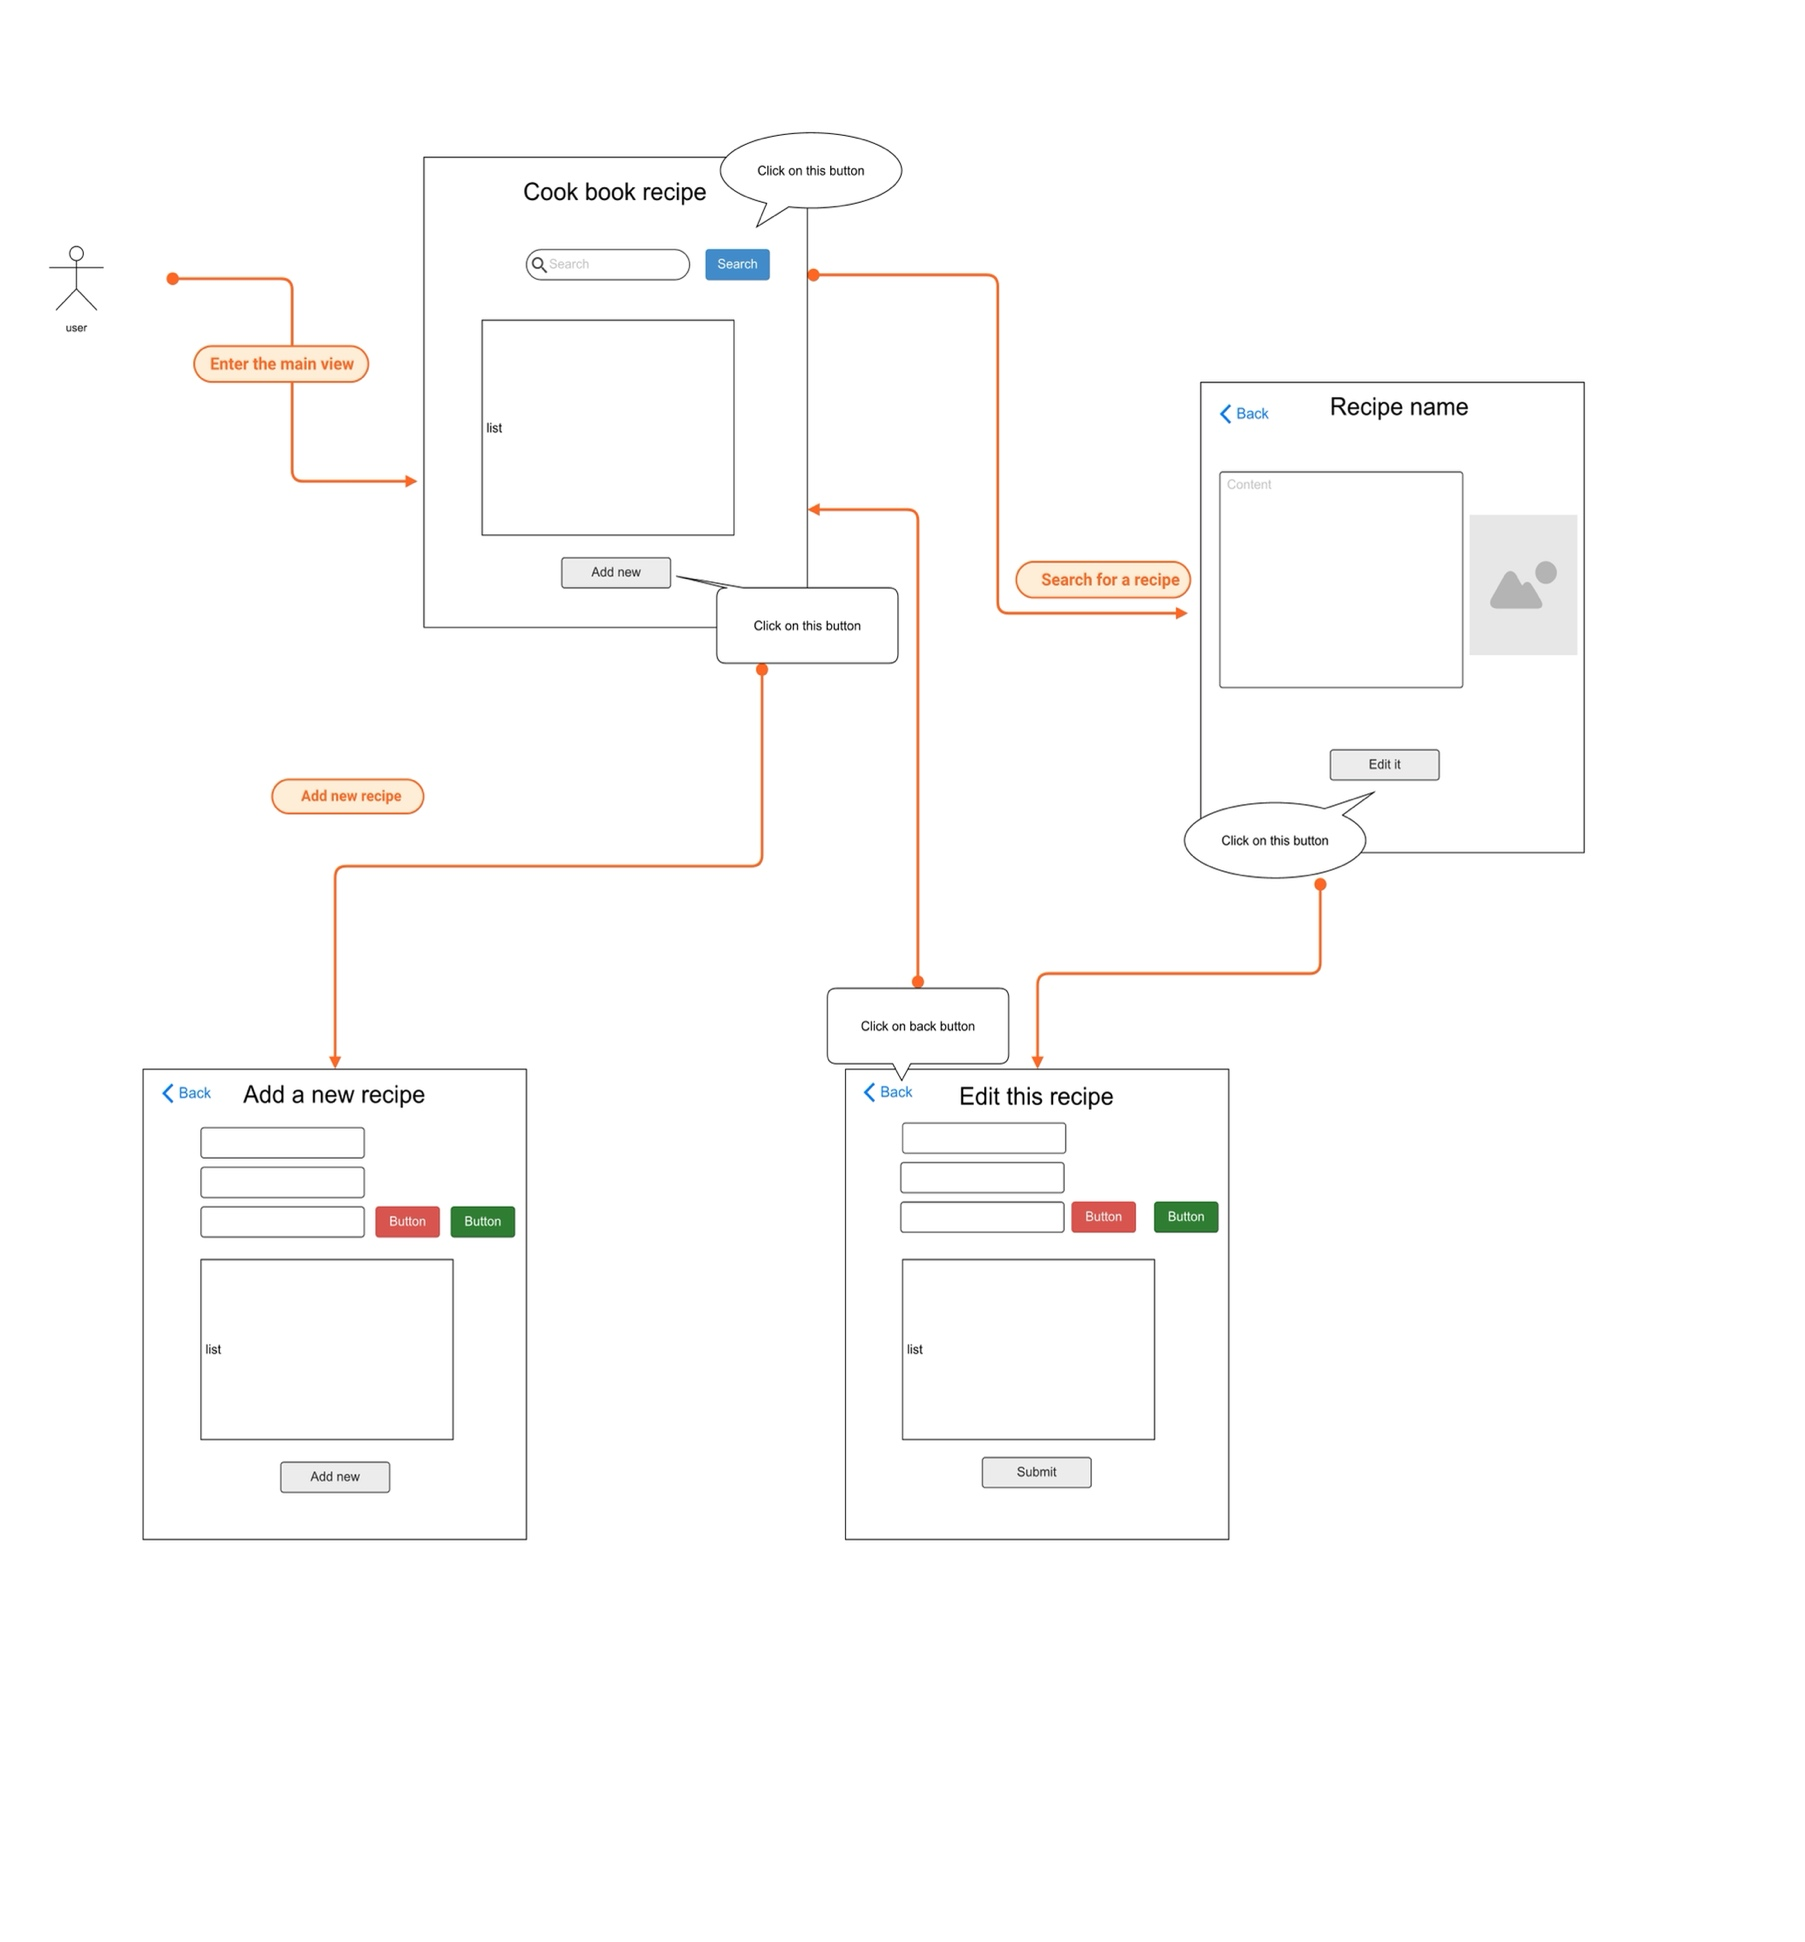 Click on this button
Cook book recipe
Search
Search
user
Enter the main view
list
Back
Recipe name
Content
Add new
Search for a recipe
Click on this button
Edit it
Add new recipe
Click on this button
Click on back button
Back
Add a new recipe
Button
Button
list
Add new
Back
Edit this recipe
Button
Button
list
Submit